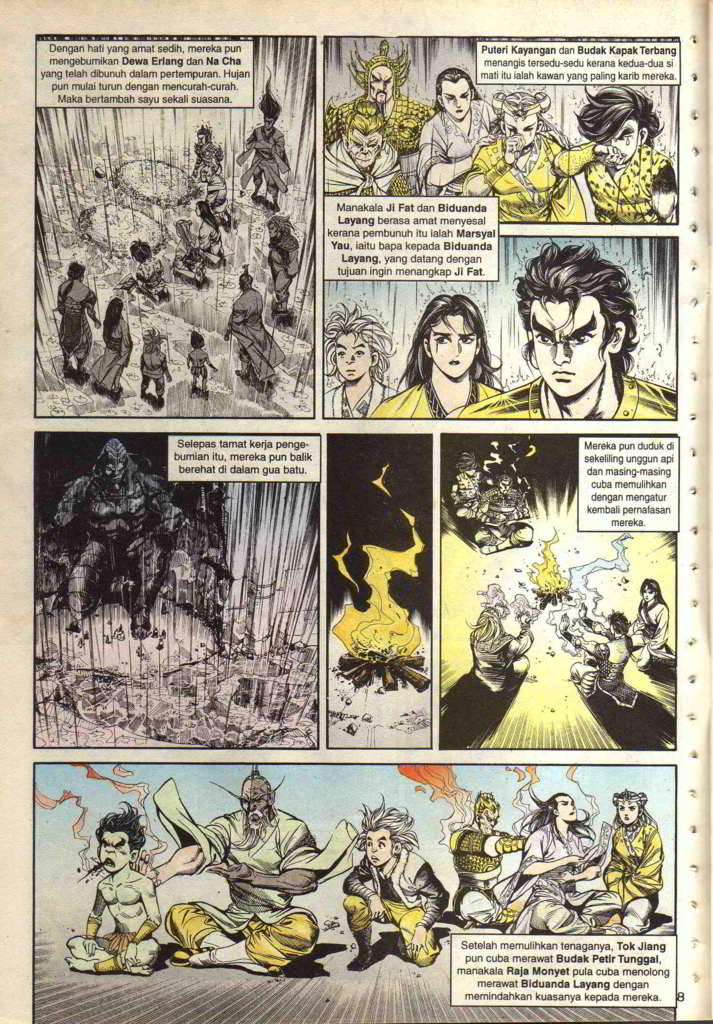 Dengan hati yang amat sedih, mereka pun
mengebumikan Dewa Erlang dan Na Cha
yang telah dibunuh dalam pertempuran. Hujan
pun mulai turun dengan mencurah-curah.
Maka bertambah sayu sekali suasana.
Puteri Kayangan dan Budak Kapak Terbang
menangis tersedu-sedu kerana kedua-dua si
mati itu ialah kawan yang paling karib mereka.
Manakala Ji Fat dan Biduanda
Layang berasa amat menyesal
kerana pembunuh itu ialah Marsyal
Yau, iaitu bapa kepada Biduanda
Layang, yang datang dengan
tujuan ingin menangkap Ji Fat.
Selepas tamat kerja penge-
bumian itu, mereka pun balik
berehat di dalam gua batu.
Mereka pun duduk di
sekeliling unggun api
dan masing-masing
cuba memulihkan
dengan mengatur
kembali pernafasan
mereka.
Setelah memulihkan tenaganya, Tok Jiang
pun cuba merawat Budak Petir Tunggal,
manakala Raja Monyet pula cuba menolong
merawat Biduanda Layang dengan
memindahkan kuasanya kepada mereka.
8